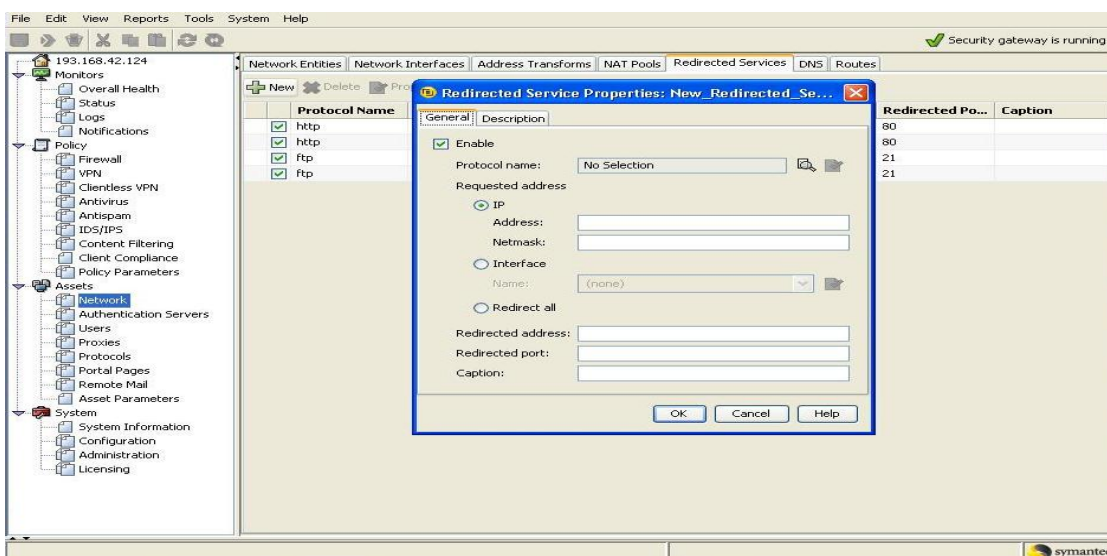 File Edit View Reports Tools System Help
Security gateway is running
193.168.42.124
Monitors
Overall Health
Status
Logs
Notifications
Policy
Firewall
VPN
Clientless VPN
Antivirus
Antispam
IDS/IPS
Content Filtering
Client Compliance
Policy Parameters
Assets
Network
Authentication Servers
Users
Proxies
Protocols
Portal Pages
Remote Mail
Asset Parameters
System
System Information
Configuration
Administration
Licensing
Network Entities Network Interfaces Address Transforms NAT Pools Redirected Services DNS Routes
New Delete Pro
Protocol Name Redirected Po... Caption
http 80
http 80
ftp 21
ftp 21
Redirected Service Properties: New_Redirected_Se...
General Description
Enable
Protocol name: No Selection
Requested address
IP
Address:
Netmask:
Interface
Name: (none)
Redirect all
Redirected address:
Redirected port:
Caption:
OK Cancel Help
symante